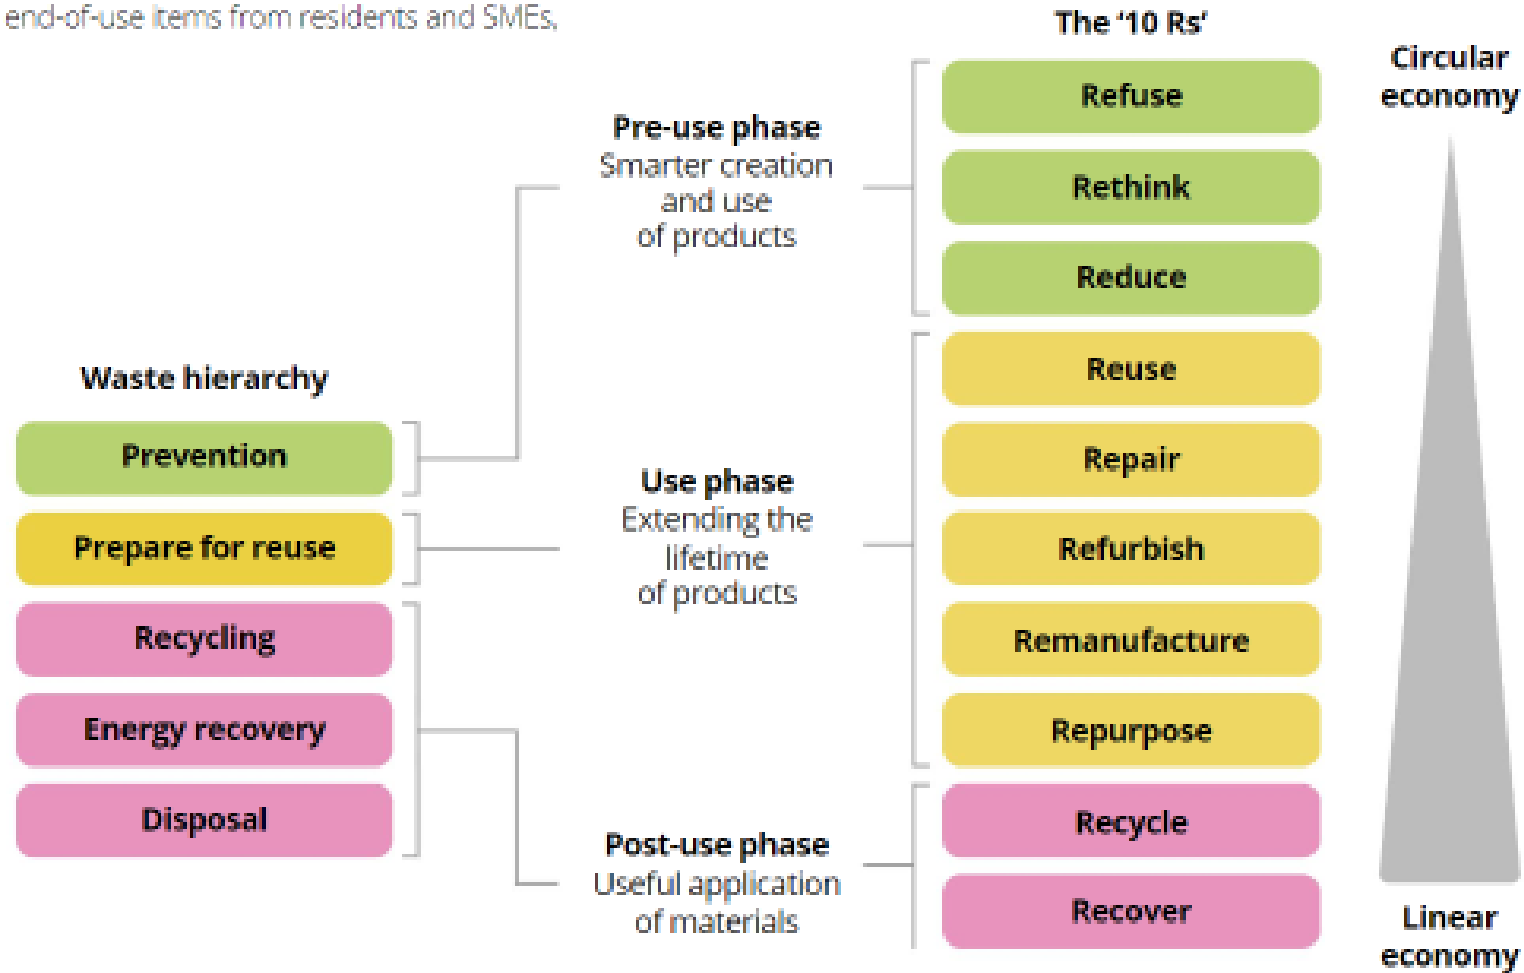 end-of-use items from residents and SMEs.
Waste hierarchy
Prevention
Prepare for reuse
Recycling
Energy recovery
Disposal
Pre-use phase
Smarter creation
and use
of products
Use phase
Extending the
lifetime
of products
Post-use phase
Useful application
of materials
The ‘10 Rs’
Refuse
Rethink
Reduce
Reuse
Repair
Refurbish
Remanufacture
Repurpose
Recycle
Recover
Circular
economy
Linear
economy